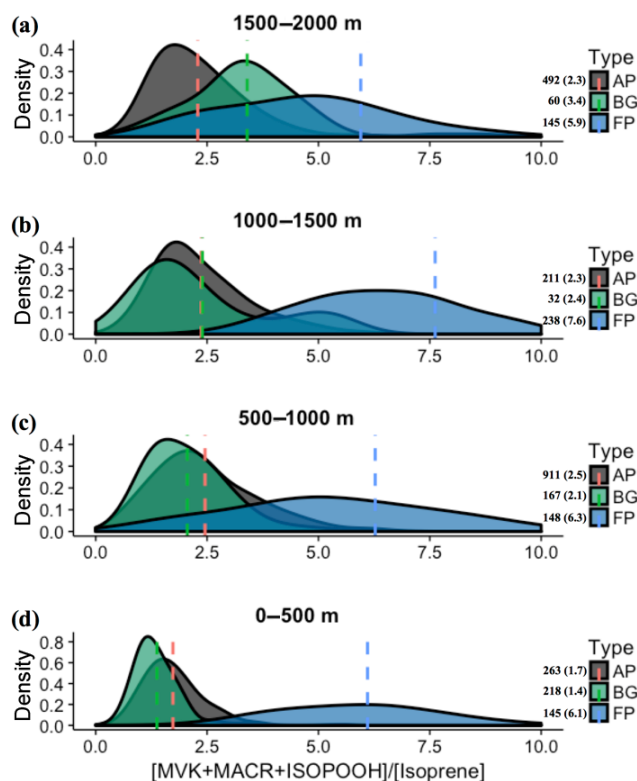 (a)
1500–2000 m
Density
0.4
0.3
0.2
0.1
0.0
0.0 2.5 5.0 7.5 10.0
Type
492 (2.3) AP
60 (3.4) BG
145 (5.9) FP
(b)
1000–1500 m
Density
0.4
0.3
0.2
0.1
0.0
0.0 2.5 5.0 7.5 10.0
Type
211 (2.3) AP
32 (2.4) BG
238 (7.6) FP
(c)
500–1000 m
Density
0.4
0.3
0.2
0.1
0.0
0.0 2.5 5.0 7.5 10.0
Type
911 (2.5) AP
167 (2.1) BG
148 (6.3) FP
(d)
0–500 m
Density
0.8
0.6
0.4
0.2
0.0
0.0 2.5 5.0 7.5 10.0
Type
263 (1.7) AP
218 (1.4) BG
145 (6.1) FP
[MVK+MACR+ISOPOOH]/[Isoprene]